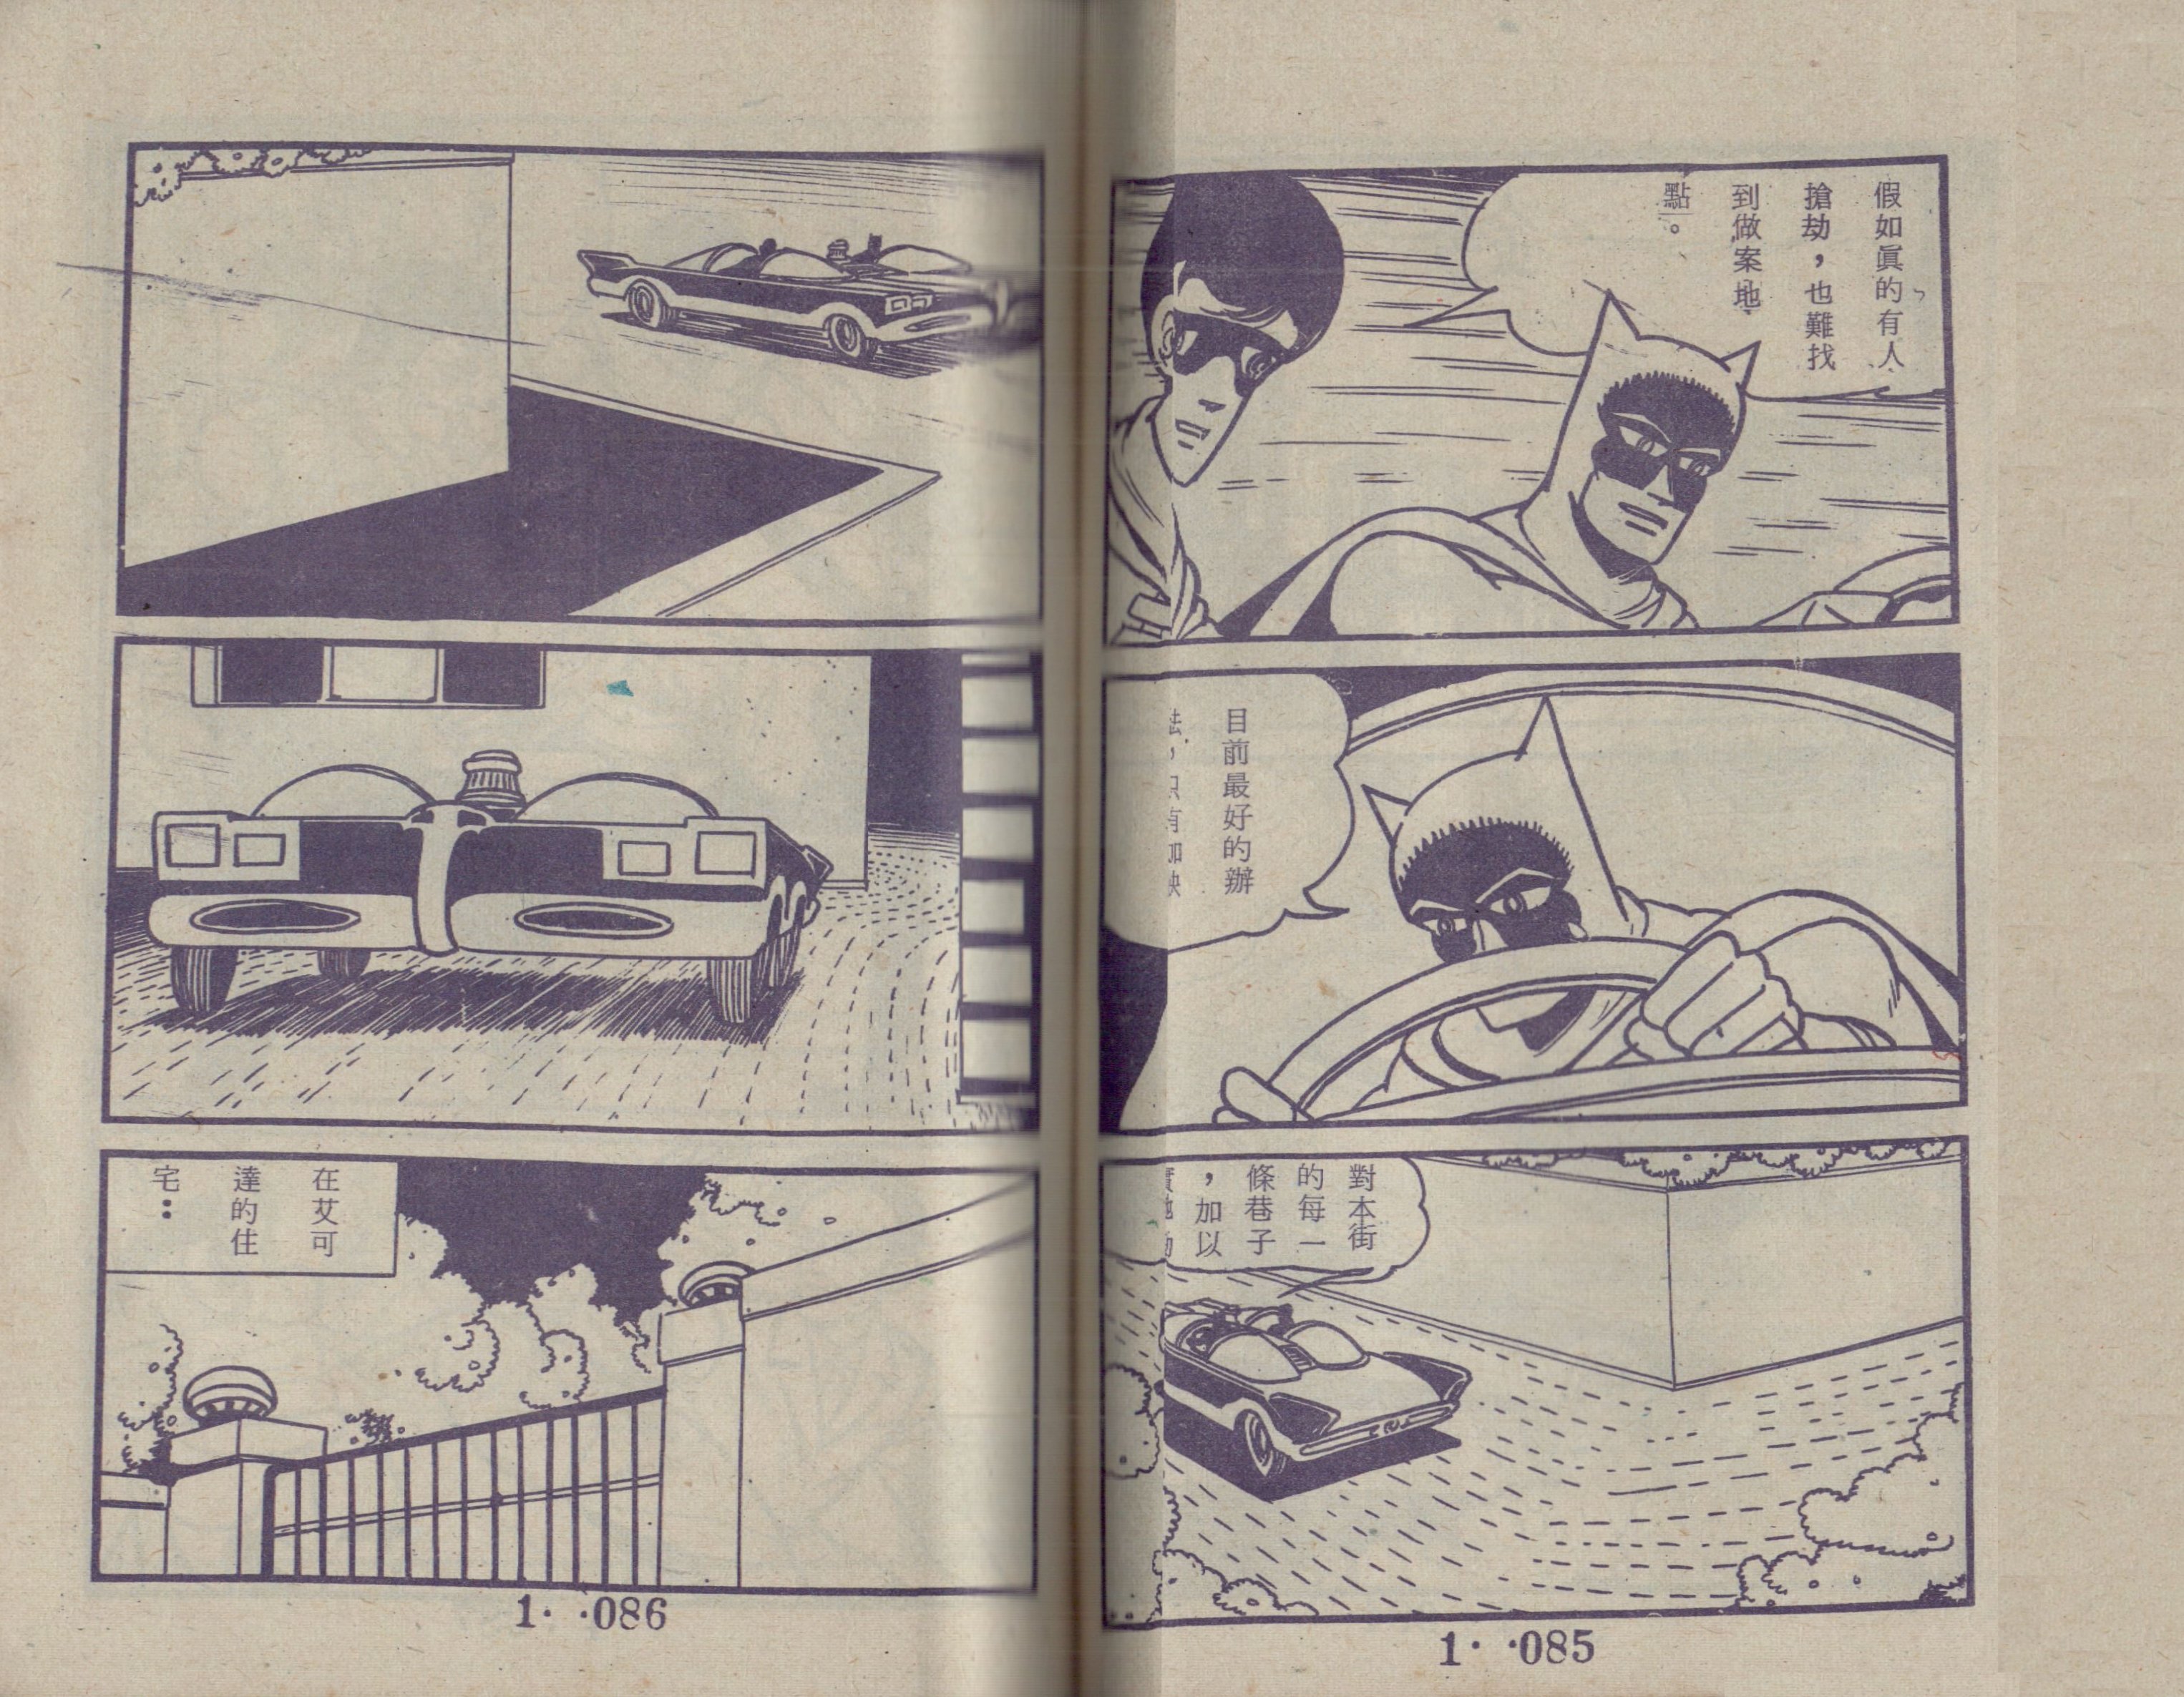 假如眞的有人
搶劫，也難找
到做案地
點。
目前最好的辦
法，只有加快
對本街
的每一
條巷子
，加以
1··085
在艾可
達的住
宅：
1··086